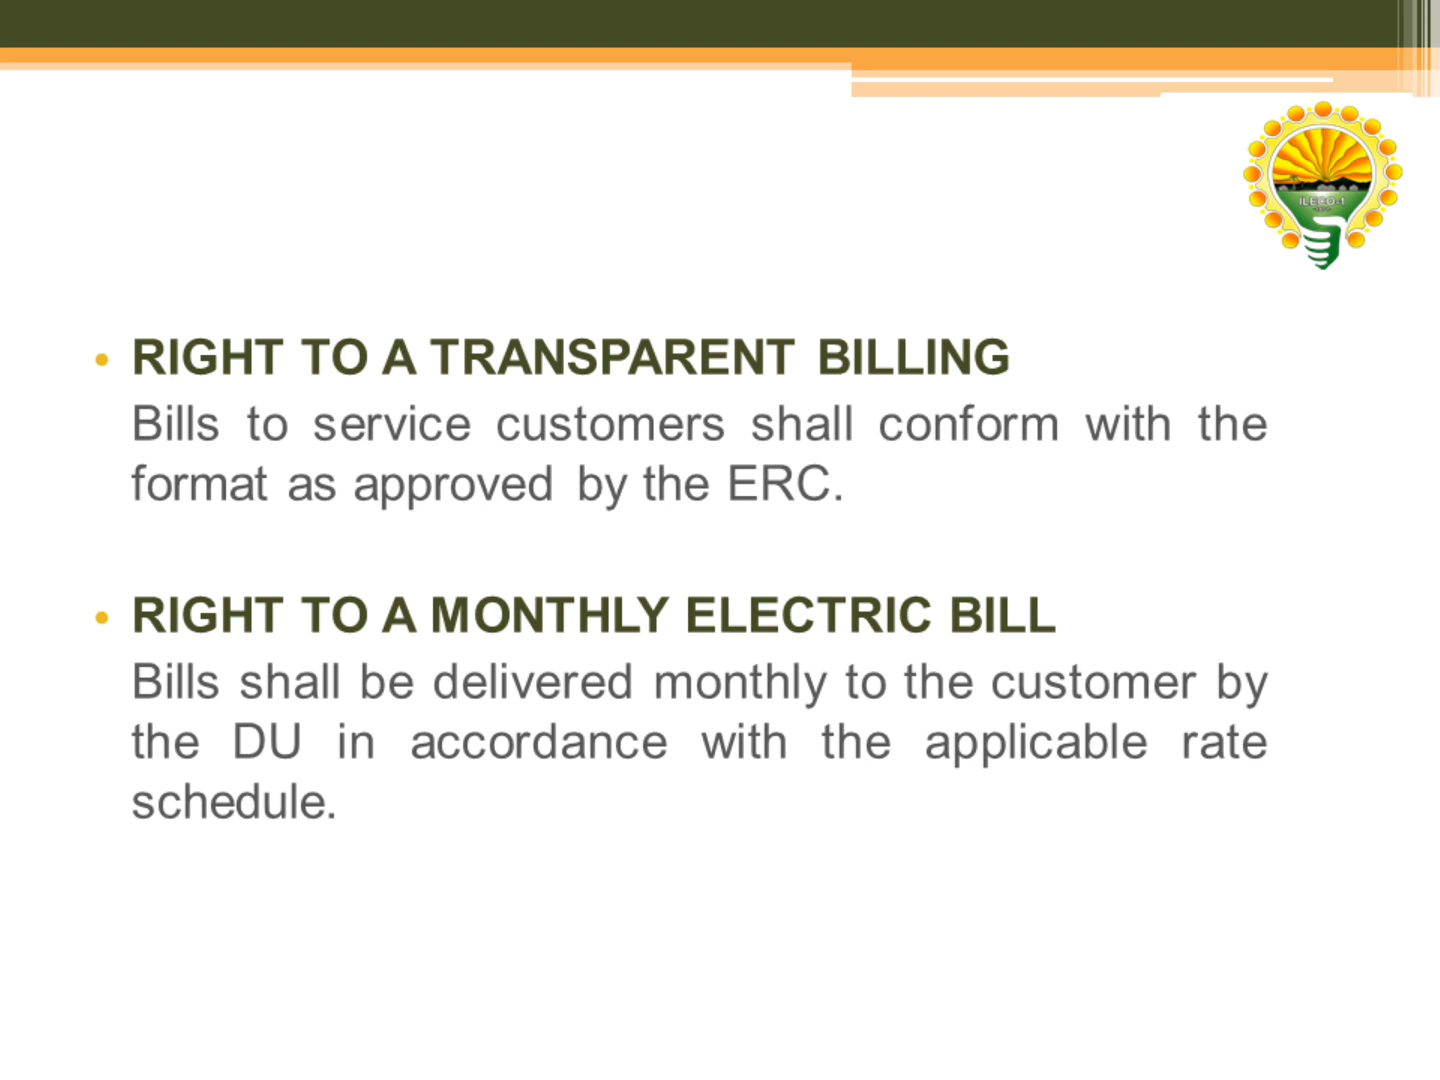 ILECO-1
• RIGHT TO A TRANSPARENT BILLING
Bills to service customers shall conform with the
format as approved by the ERC.
• RIGHT TO A MONTHLY ELECTRIC BILL
Bills shall be delivered monthly to the customer by
the DU in accordance with the applicable rate
schedule.